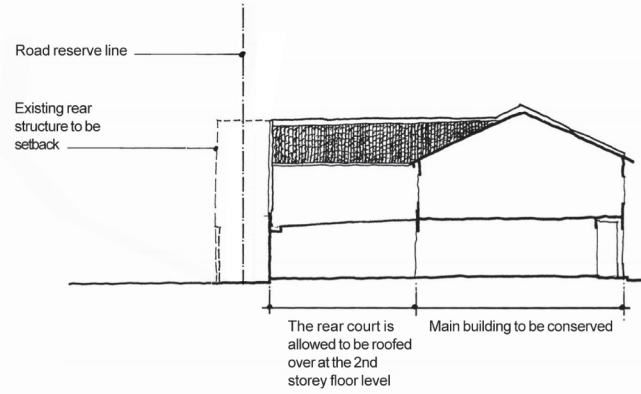 Road reserve line
Existing rear
structure to be
setback
The rear court is
allowed to be roofed
over at the 2nd
storey floor level
Main building to be conserved